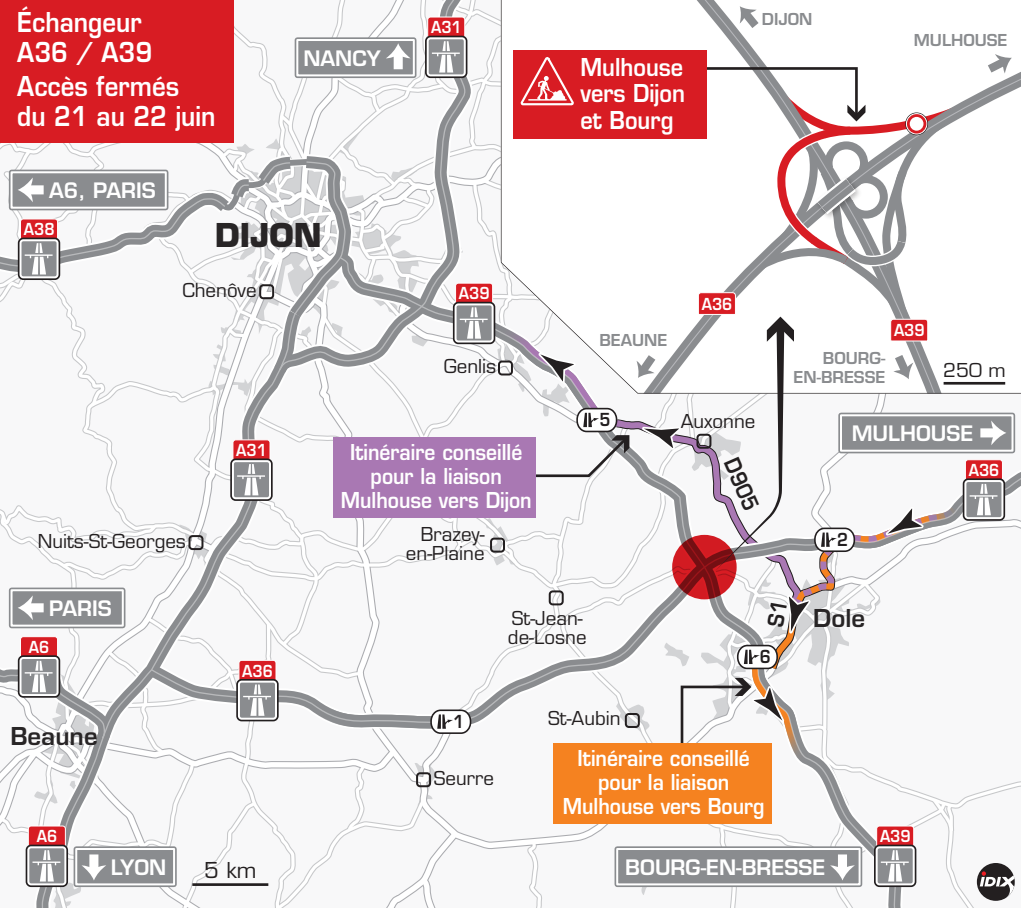 Échangeur
A36 / A39
Accès fermés
du 21 au 22 juin
NANCY
A31
DIJON
MULHOUSE
Mulhouse
vers Dijon
et Bourg
A6, PARIS
A38
DIJON
Chenôve
A39
Genlis
A36
A39
BEAUNE
BOURG-
EN-BRESSE
250 m
5
Auxonne
MULHOUSE
A31
Itinéraire conseillé
pour la liaison
Mulhouse vers Dijon
D905
A36
Nuits-St-Georges
Brazey-
en-Plaine
2
PARIS
St-Jean-
de-Losne
S1
Dole
A6
A36
6
1
St-Aubin
Beaune
Seurre
Itinéraire conseillé
pour la liaison
Mulhouse vers Bourg
A6
LYON
5 km
BOURG-EN-BRESSE
A39
iDIX